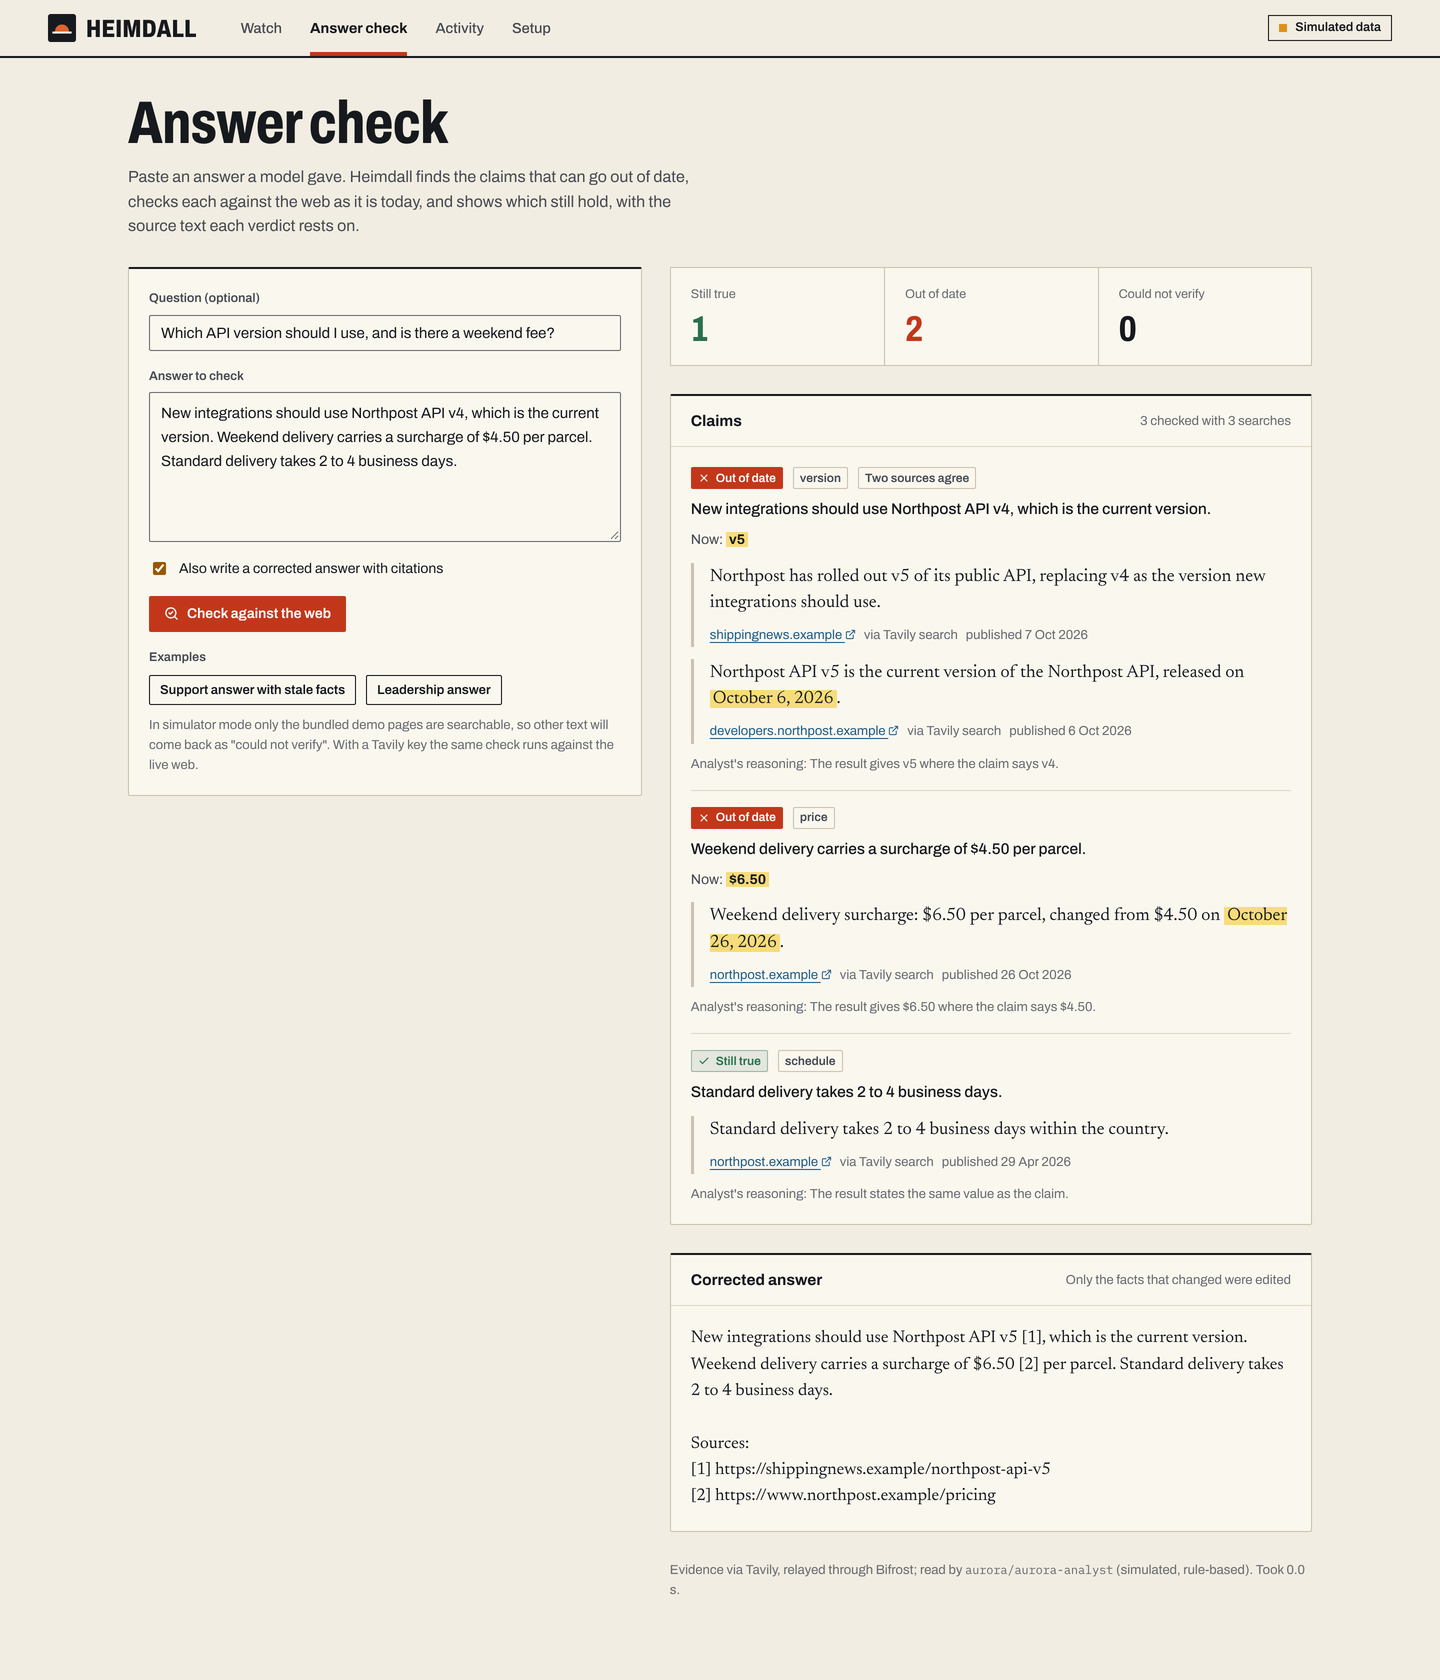 HEIMDALL
Watch
Answer check
Activity
Setup
Simulated data
Answer check
Paste an answer a model gave. Heimdall finds the claims that can go out of date,
checks each against the web as it is today, and shows which still hold, with the
source text each verdict rests on.
Question (optional)
Which API version should I use, and is there a weekend fee?
Answer to check
New integrations should use Northpost API v4, which is the current
version. Weekend delivery carries a surcharge of $4.50 per parcel.
Standard delivery takes 2 to 4 business days.
Also write a corrected answer with citations
Check against the web
Examples
Support answer with stale facts
Leadership answer
In simulator mode only the bundled demo pages are searchable, so other text will
come back as "could not verify". With a Tavily key the same check runs against the
live web.
Still true
1
Out of date
2
Could not verify
0
Claims
3 checked with 3 searches
Out of date
version
Two sources agree
New integrations should use Northpost API v4, which is the current version.
Now: v5
Northpost has rolled out v5 of its public API, replacing v4 as the version new
integrations should use.
shippingnews.example via Tavily search published 7 Oct 2026
Northpost API v5 is the current version of the Northpost API, released on
October 6, 2026.
developers.northpost.example via Tavily search published 6 Oct 2026
Analyst's reasoning: The result gives v5 where the claim says v4.
Out of date
price
Weekend delivery carries a surcharge of $4.50 per parcel.
Now: $6.50
Weekend delivery surcharge: $6.50 per parcel, changed from $4.50 on October
26, 2026.
northpost.example via Tavily search published 26 Oct 2026
Analyst's reasoning: The result gives $6.50 where the claim says $4.50.
Still true
schedule
Standard delivery takes 2 to 4 business days.
Standard delivery takes 2 to 4 business days within the country.
northpost.example via Tavily search published 29 Apr 2026
Analyst's reasoning: The result states the same value as the claim.
Corrected answer
Only the facts that changed were edited
New integrations should use Northpost API v5 [1], which is the current version.
Weekend delivery carries a surcharge of $6.50 [2] per parcel. Standard delivery takes
2 to 4 business days.
Sources:
[1] https://shippingnews.example/northpost-api-v5
[2] https://www.northpost.example/pricing
Evidence via Tavily, relayed through Bifrost; read by aurora/aurora-analyst (simulated, rule-based). Took 0.0
s.